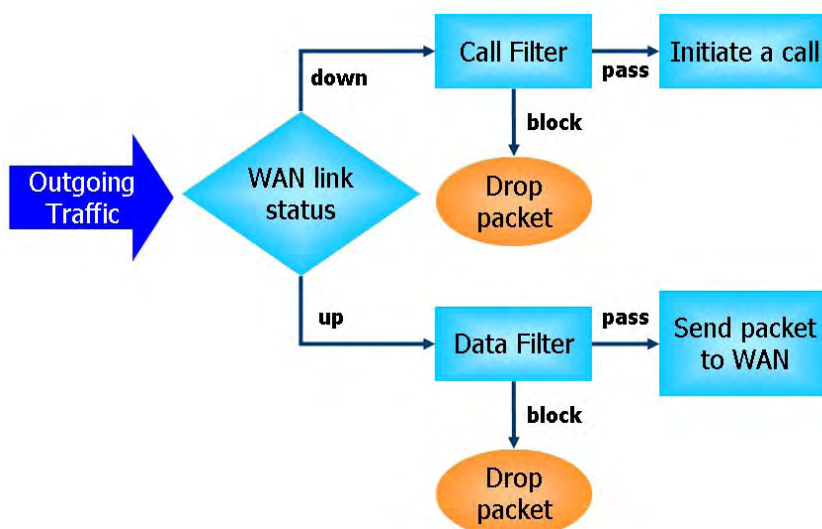 Outgoing
Traffic
WAN link
status
down
Call Filter
pass
Initiate a call
block
Drop
packet
up
Data Filter
pass
Send packet
to WAN
block
Drop
packet